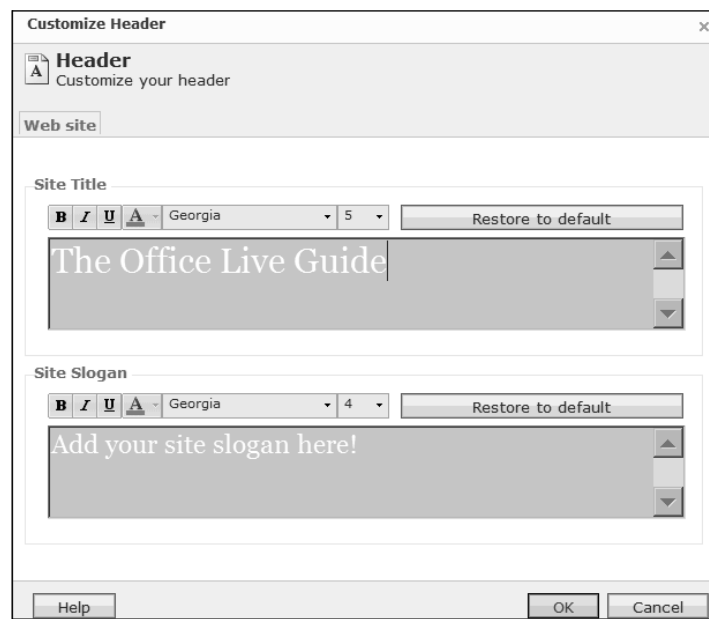 Customize Header
×
A
Header
Customize your header
Web site
Site Title
B I U A Georgia 5 Restore to default
The Office Live Guide
Site Slogan
B I U A Georgia 4 Restore to default
Add your site slogan here!
Help OK Cancel